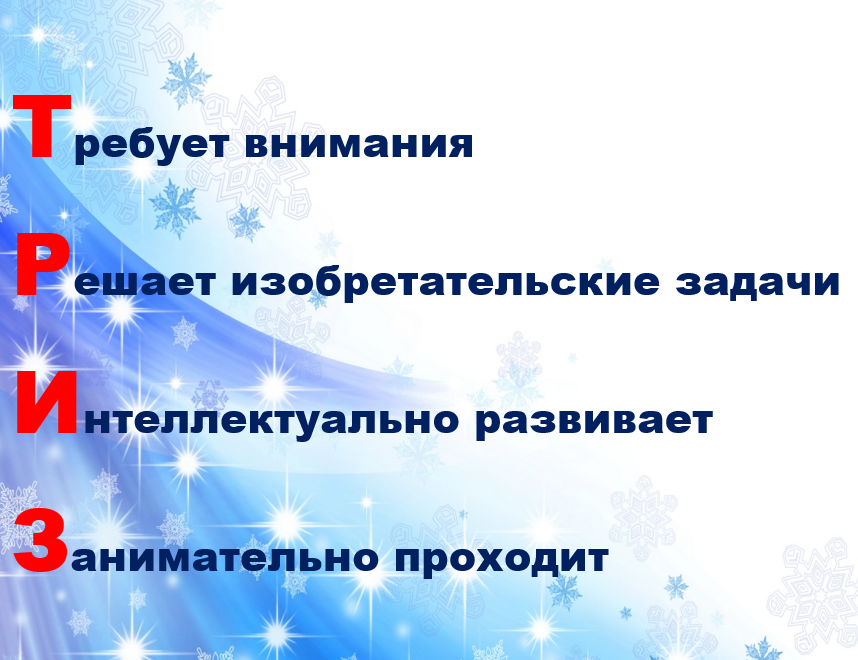 Требует внимания
Решает изобретательские задачи
Интеллектуально развивает
Занимательно проходит